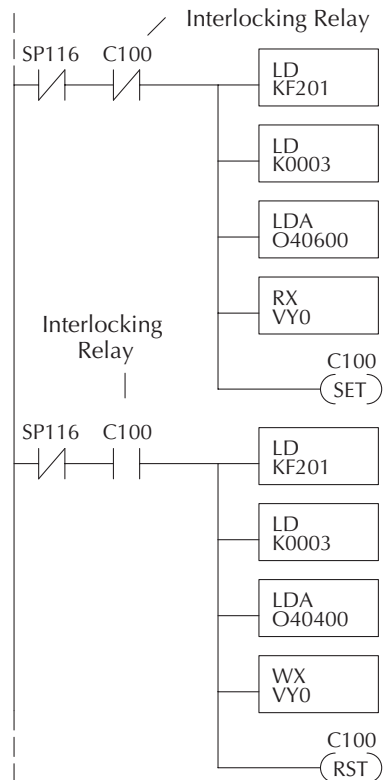 Interlocking Relay
SP116 C100
LD
KF201
LD
K0003
LDA
O40600
RX
VY0
C100
SET
Interlocking
Relay
SP116 C100
LD
KF201
LD
K0003
LDA
O40400
WX
VY0
C100
RST